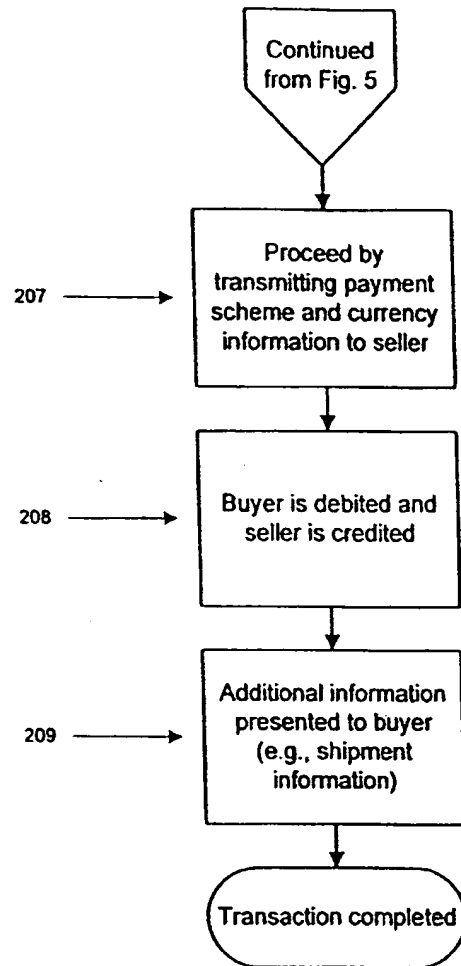 Continued
from Fig. 5
207
Proceed by
transmitting payment
scheme and currency
information to seller
208
Buyer is debited and
seller is credited
209
Additional information
presented to buyer
(e.g., shipment
information)
Transaction completed